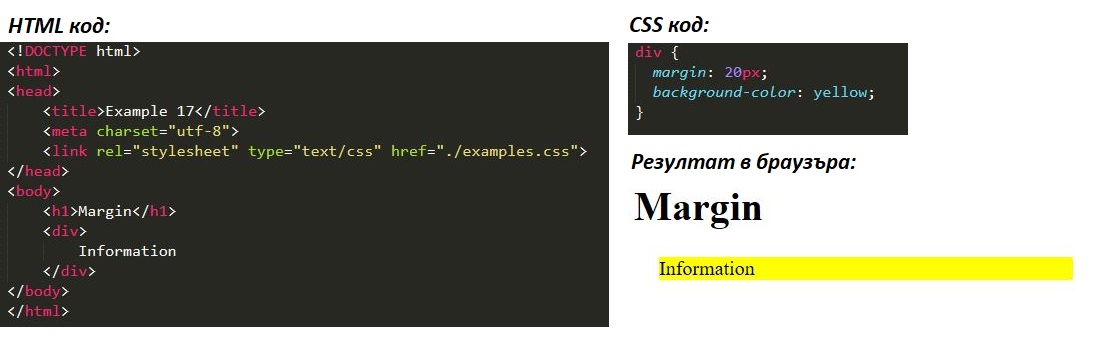 HTML код:
<!DOCTYPE html>
<html>
<head>
    <title>Example 17</title>
    <meta charset="utf-8">
    <link rel="stylesheet" type="text/css" href="./examples.css">
</head>
<body>
    <h1>Margin</h1>
    <div>
        Information
    </div>
</body>
</html>
CSS код:
div {
  margin: 20px;
  background-color: yellow;
}
Резултат в браузъра:
Margin
Information